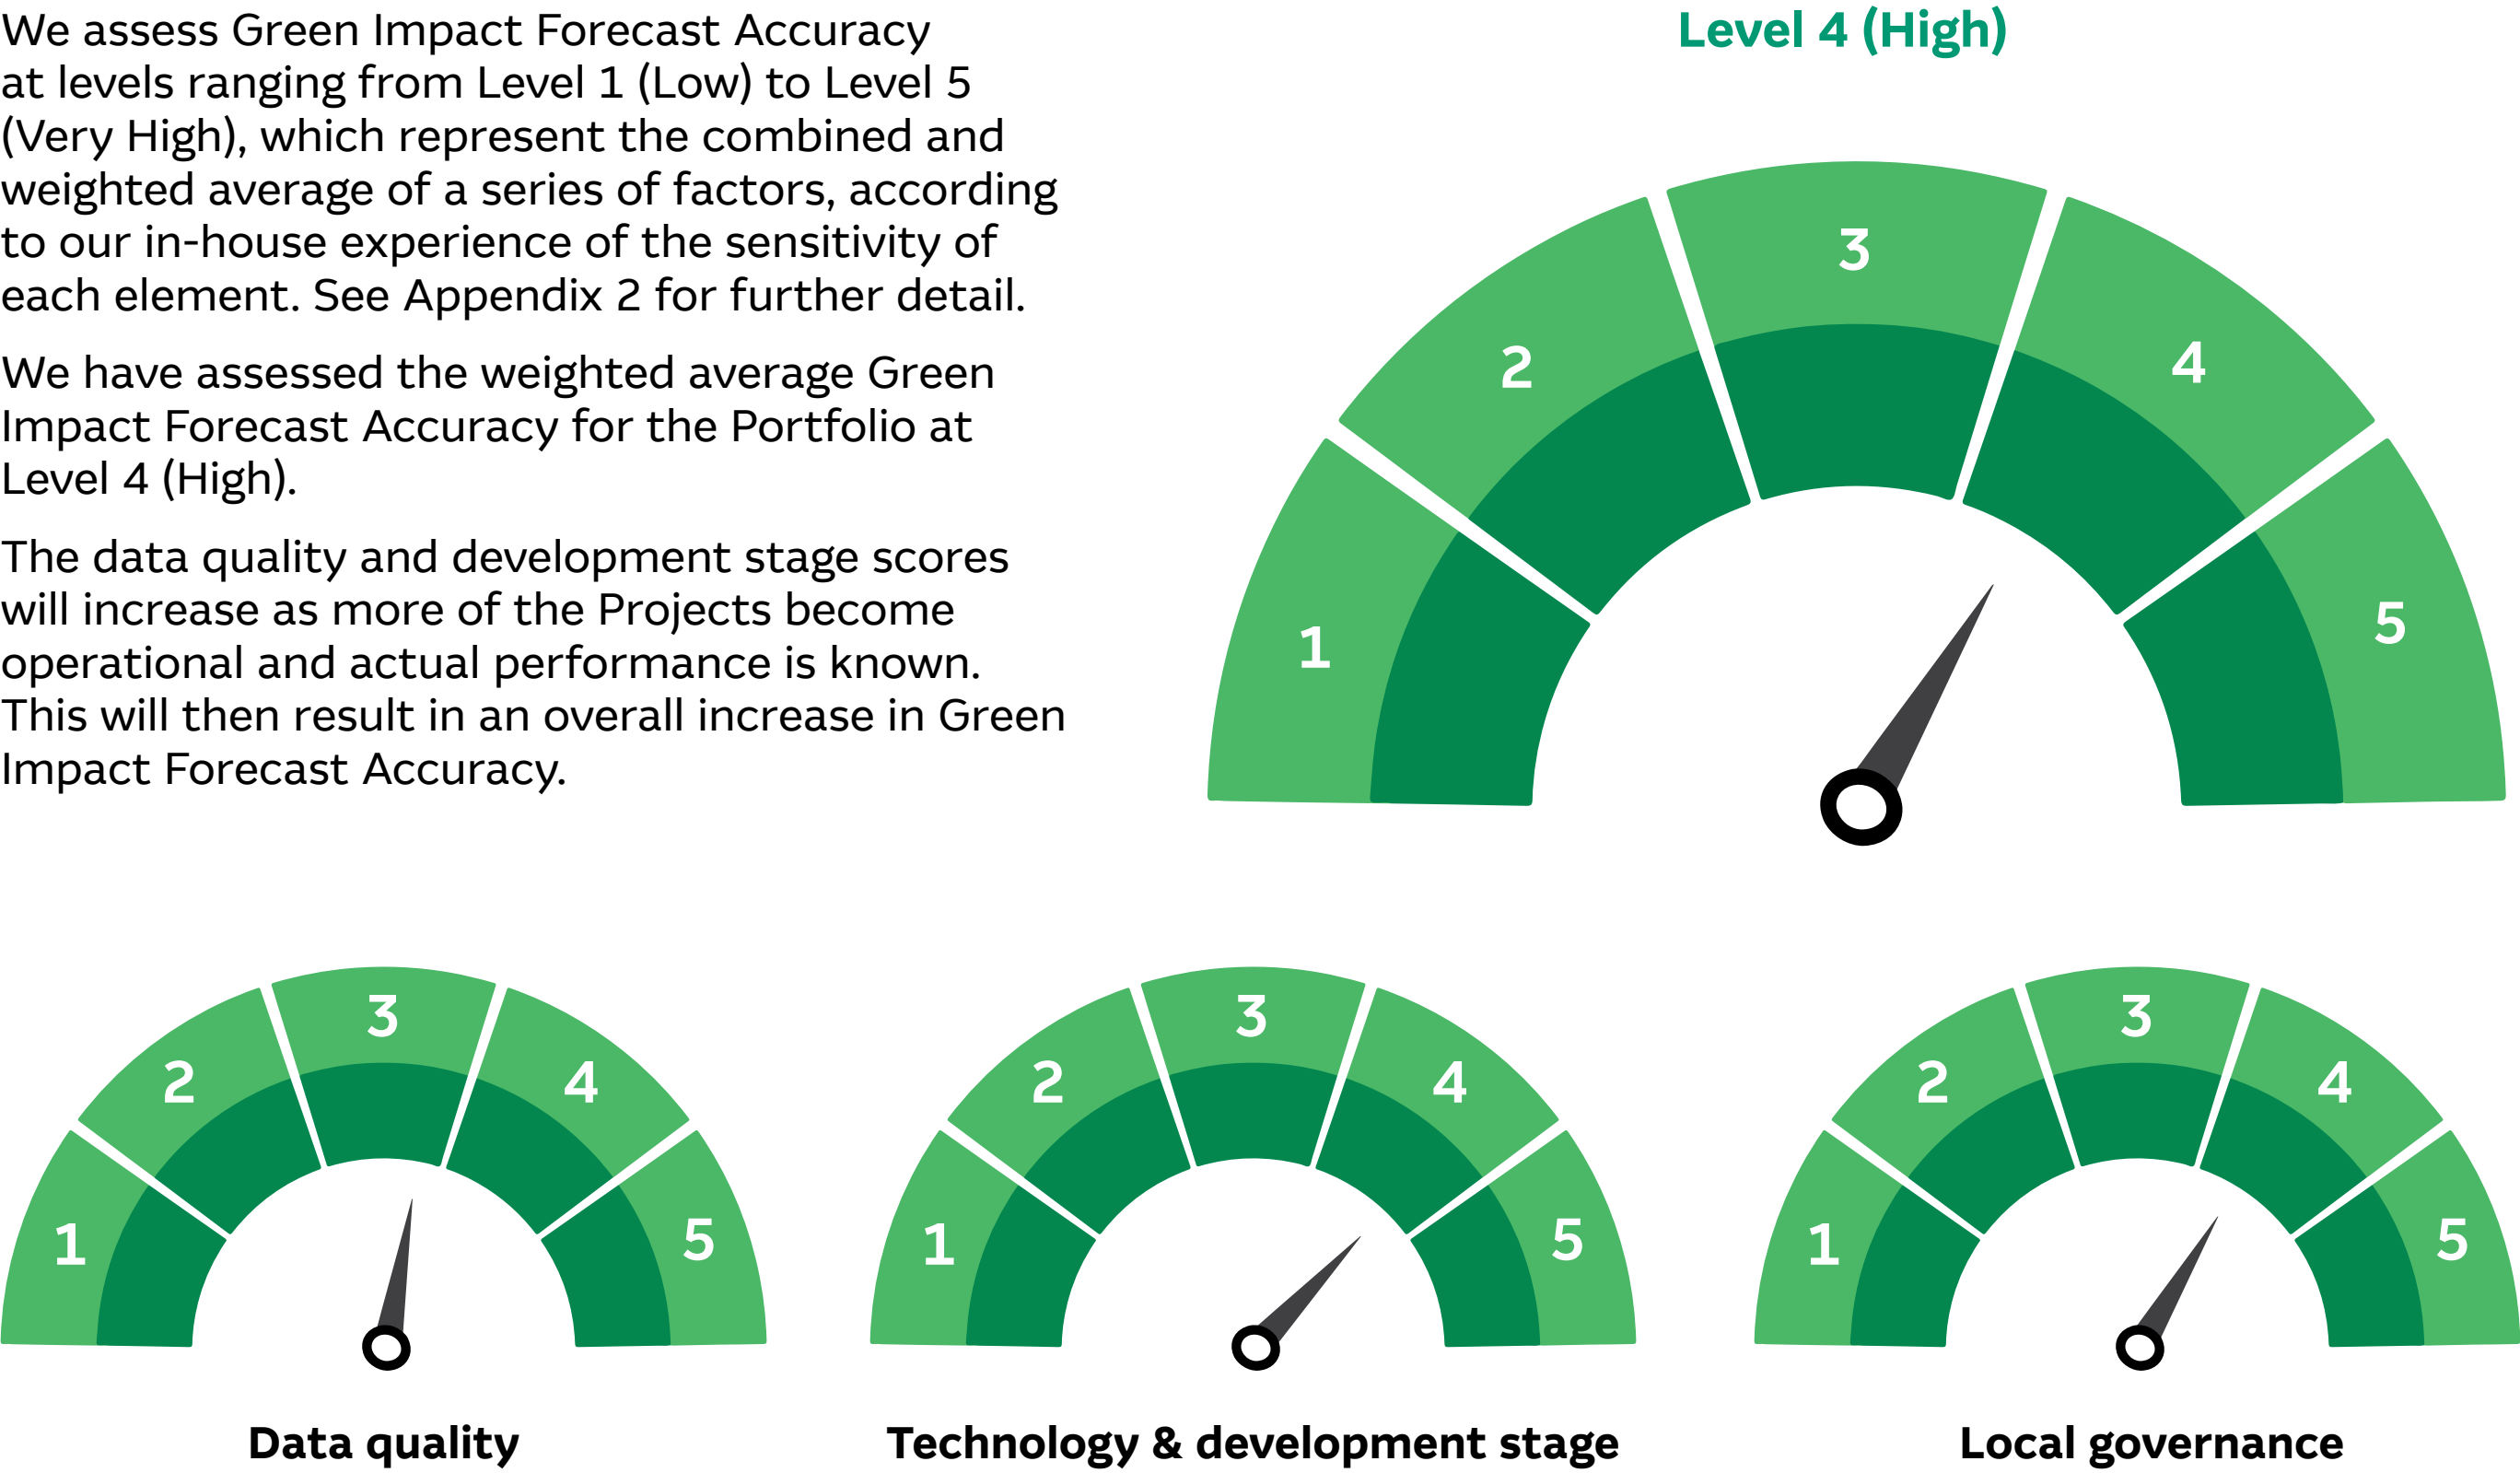 We assess Green Impact Forecast Accuracy
at levels ranging from Level 1 (Low) to Level 5
(Very High), which represent the combined and
weighted average of a series of factors, according
to our in-house experience of the sensitivity of
each element. See Appendix 2 for further detail.
We have assessed the weighted average Green
Impact Forecast Accuracy for the Portfolio at
Level 4 (High).
The data quality and development stage scores
will increase as more of the Projects become
operational and actual performance is known.
This will then result in an overall increase in Green
Impact Forecast Accuracy.
Level 4 (High)
1
2
3
4
5
1
2
3
4
5
Data quality
1
2
3
4
5
Technology & development stage
1
2
3
4
5
Local governance